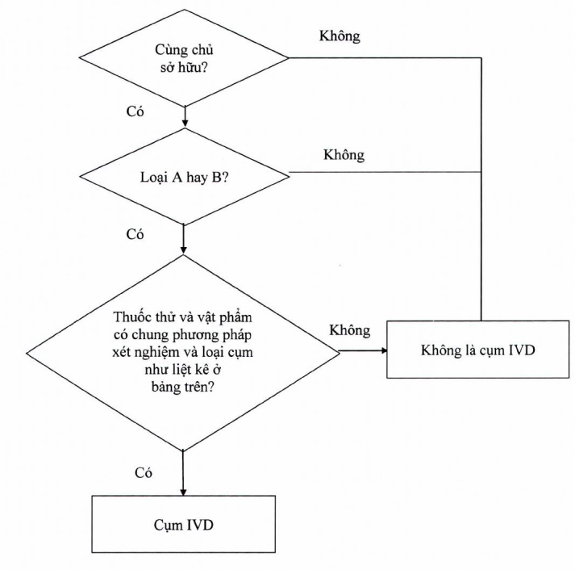 Không
Cùng chủ
sở hữu?
Có
Không
Loại A hay B?
Có
Thuốc thử và vật phẩm
có chung phương pháp
xét nghiệm và loại cụm
như liệt kê ở
bảng trên?
Không
Không là cụm IVD
Có
Cụm IVD